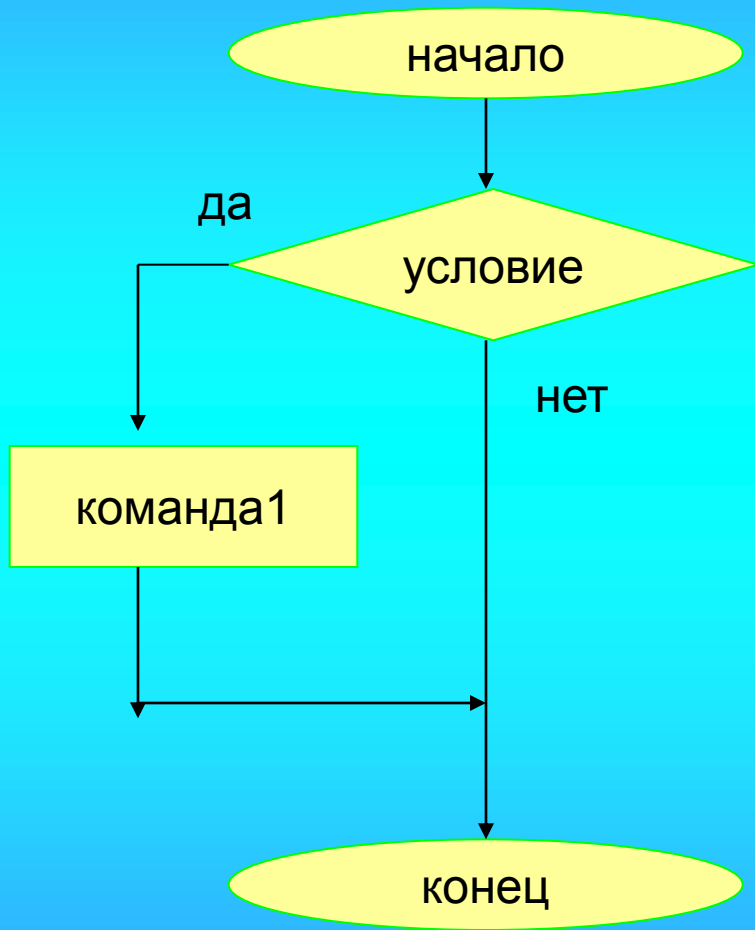 начало
да
условие
нет
команда1
конец